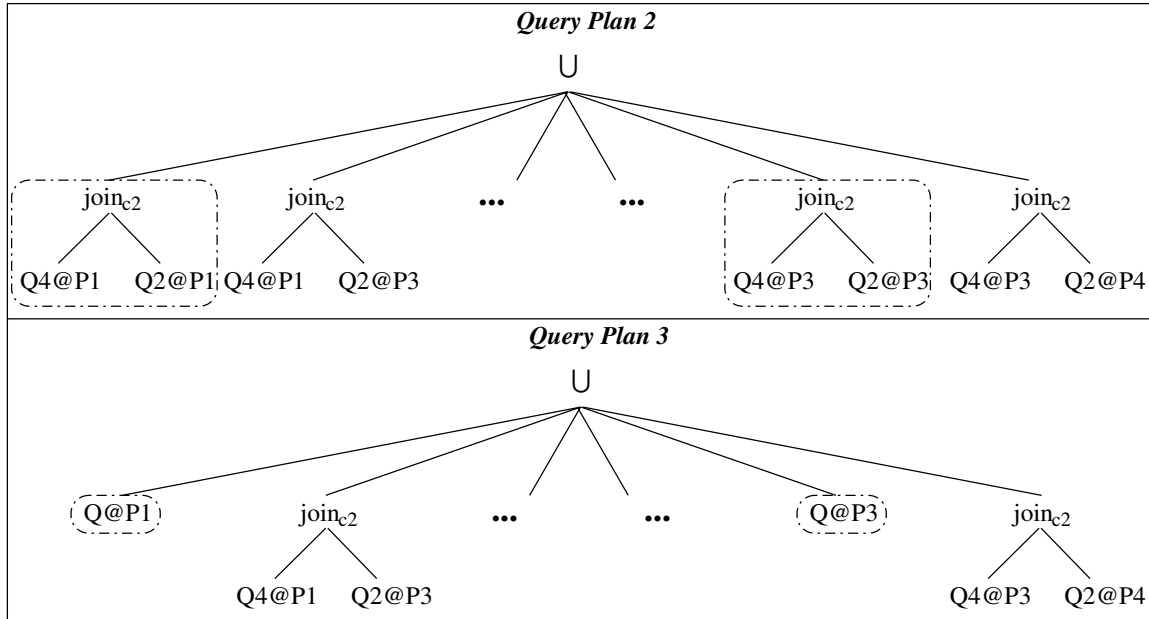 Query Plan 2
∪
join_c2 join_c2 ... ... join_c2 join_c2
Q4@P1 Q2@P1 Q4@P1 Q2@P3 Q4@P3 Q2@P3 Q4@P3 Q2@P4
Query Plan 3
∪
Q@P1 join_c2 ... ... Q@P3 join_c2
Q4@P1 Q2@P3 Q4@P3 Q2@P4